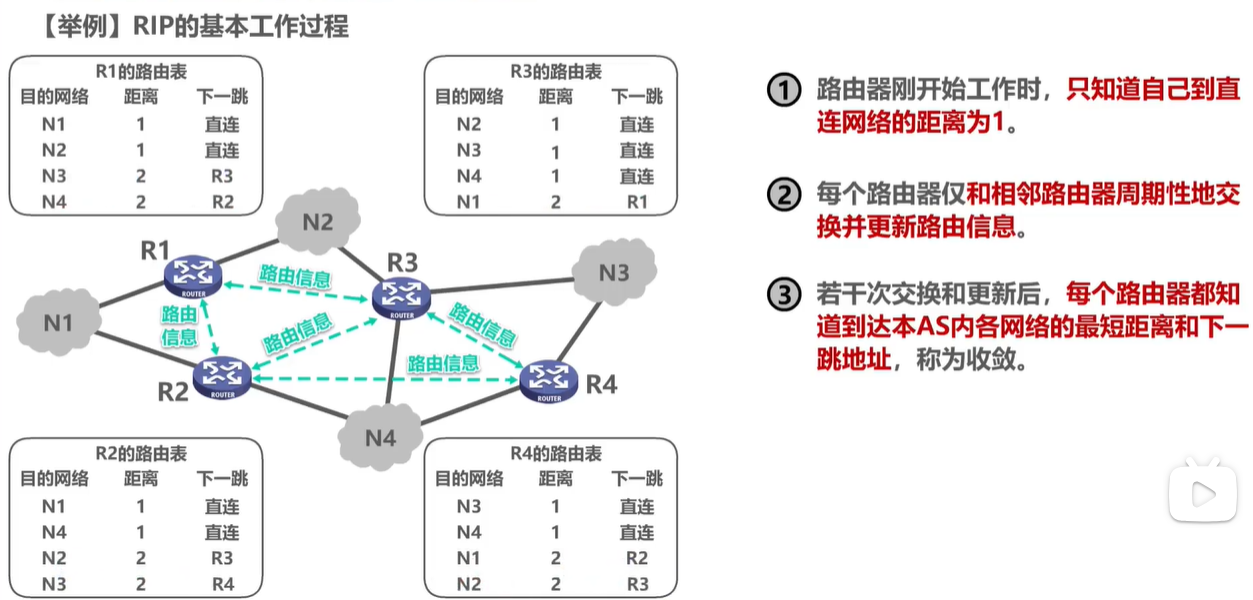 【举例】RIP的基本工作过程
R1的路由表
目的网络 距离 下一跳
N1 1 直连
N2 1 直连
N3 2 R3
N4 2 R2
R3的路由表
目的网络 距离 下一跳
N2 1 直连
N3 1 直连
N4 1 直连
N1 2 R1
N2
R1
ROUTER
路由信息
R3
ROUTER
N3
N1
路由
信息
路由信息
路由信息
路由信息
R2
ROUTER
R4
ROUTER
N4
R2的路由表
目的网络 距离 下一跳
N1 1 直连
N4 1 直连
N2 2 R3
N3 2 R4
R4的路由表
目的网络 距离 下一跳
N3 1 直连
N4 1 直连
N1 2 R2
N2 2 R3
① 路由器刚开始工作时，只知道自己到直
连网络的距离为1。
② 每个路由器仅和相邻路由器周期性地交
换并更新路由信息。
③ 若干次交换和更新后，每个路由器都知
道到达本AS内各网络的最短距离和下一
跳地址，称为收敛。